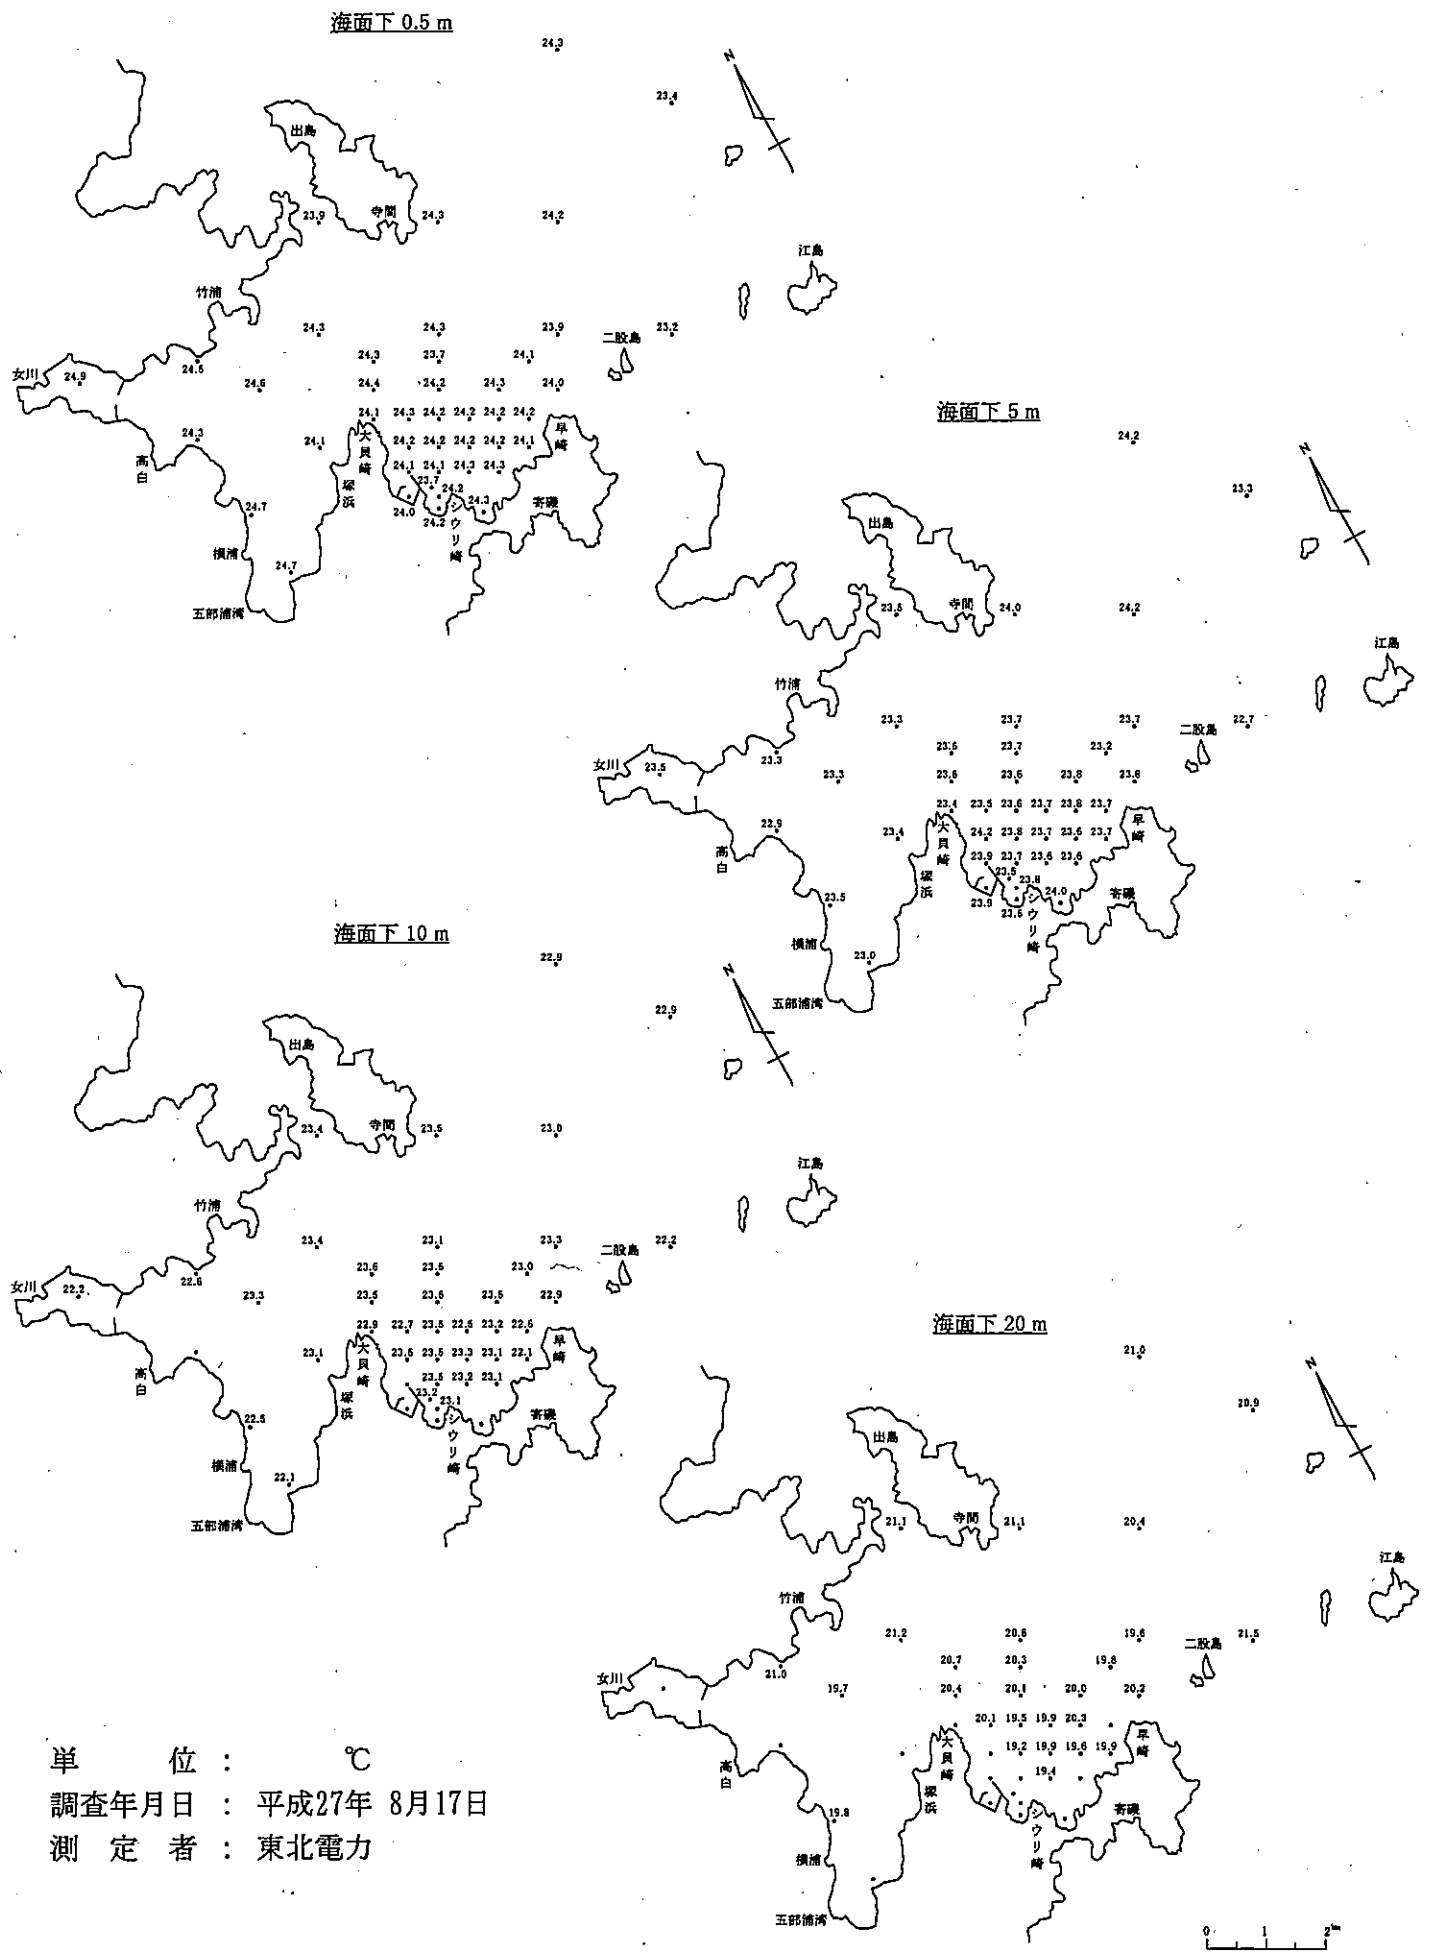 海面下 0.5 m
24.3
23.4
N
出島
寺間
23.9 24.3 24.2
江島
竹浦
24.3 24.3 23.9 二股島 23.2
24.3 23.7 24.1
女川 24.9 24.5 24.6 24.4 24.2 24.3 24.0
24.1 24.3 24.2 24.2 24.2 24.2
高白 24.3 24.1 大貝崎 24.2 24.2 24.2 24.2 24.1 早崎
24.1 24.1 24.3 24.3
塚浜 23.7 24.2
24.7 24.0 24.2 シウリ崎 24.3 寄磯
横浦
24.7
五部浦湾
海面下 5 m
24.2
23.3
N
出島
寺間
23.5 24.0 24.2
江島
竹浦
23.3 23.7 23.7 二股島 22.7
23.3 23.7 23.2
女川 23.5 23.3 23.8
23.4 23.5 23.6 23.7 23.8 23.7
高白 22.9 23.4 大貝崎 24.2 23.8 23.7 23.6 23.7 早崎
23.9 23.7 23.6 23.6
塚浜 23.8
23.5 23.9 シウリ崎 24.0 寄磯
横浦
23.0
五部浦湾
海面下 10 m
22.9
22.9
N
出島
寺間
23.4 23.5 23.0
江島
竹浦
23.4 23.1 23.3 二股島 22.2
22.6 23.6 23.5 23.0
女川 22.2 23.3 23.5 22.9
22.9 22.7 23.5 22.5 23.2
高白 23.1 大貝崎 23.5 23.3 23.1 22.1 早崎
23.5 23.2 23.1
塚浜 23.2 23.1
22.5 シウリ崎 寄磯
横浦
22.1
五部浦湾
海面下 20 m
21.0
20.9
N
出島
寺間
21.1 21.1 20.4
江島
竹浦
21.2 20.6 19.6 二股島 21.5
21.0 20.7 20.3 19.8
女川 19.7 20.4 20.1 20.0 20.2
20.1 19.5 19.9 20.3
高白 大貝崎 19.2 19.9 19.6 19.9 早崎
19.4
塚浜
19.8 シウリ崎 寄磯
横浦
五部浦湾
単 位 : ℃
調査年月日 : 平成27年 8月17日
測 定 者 : 東北電力
0 1 2